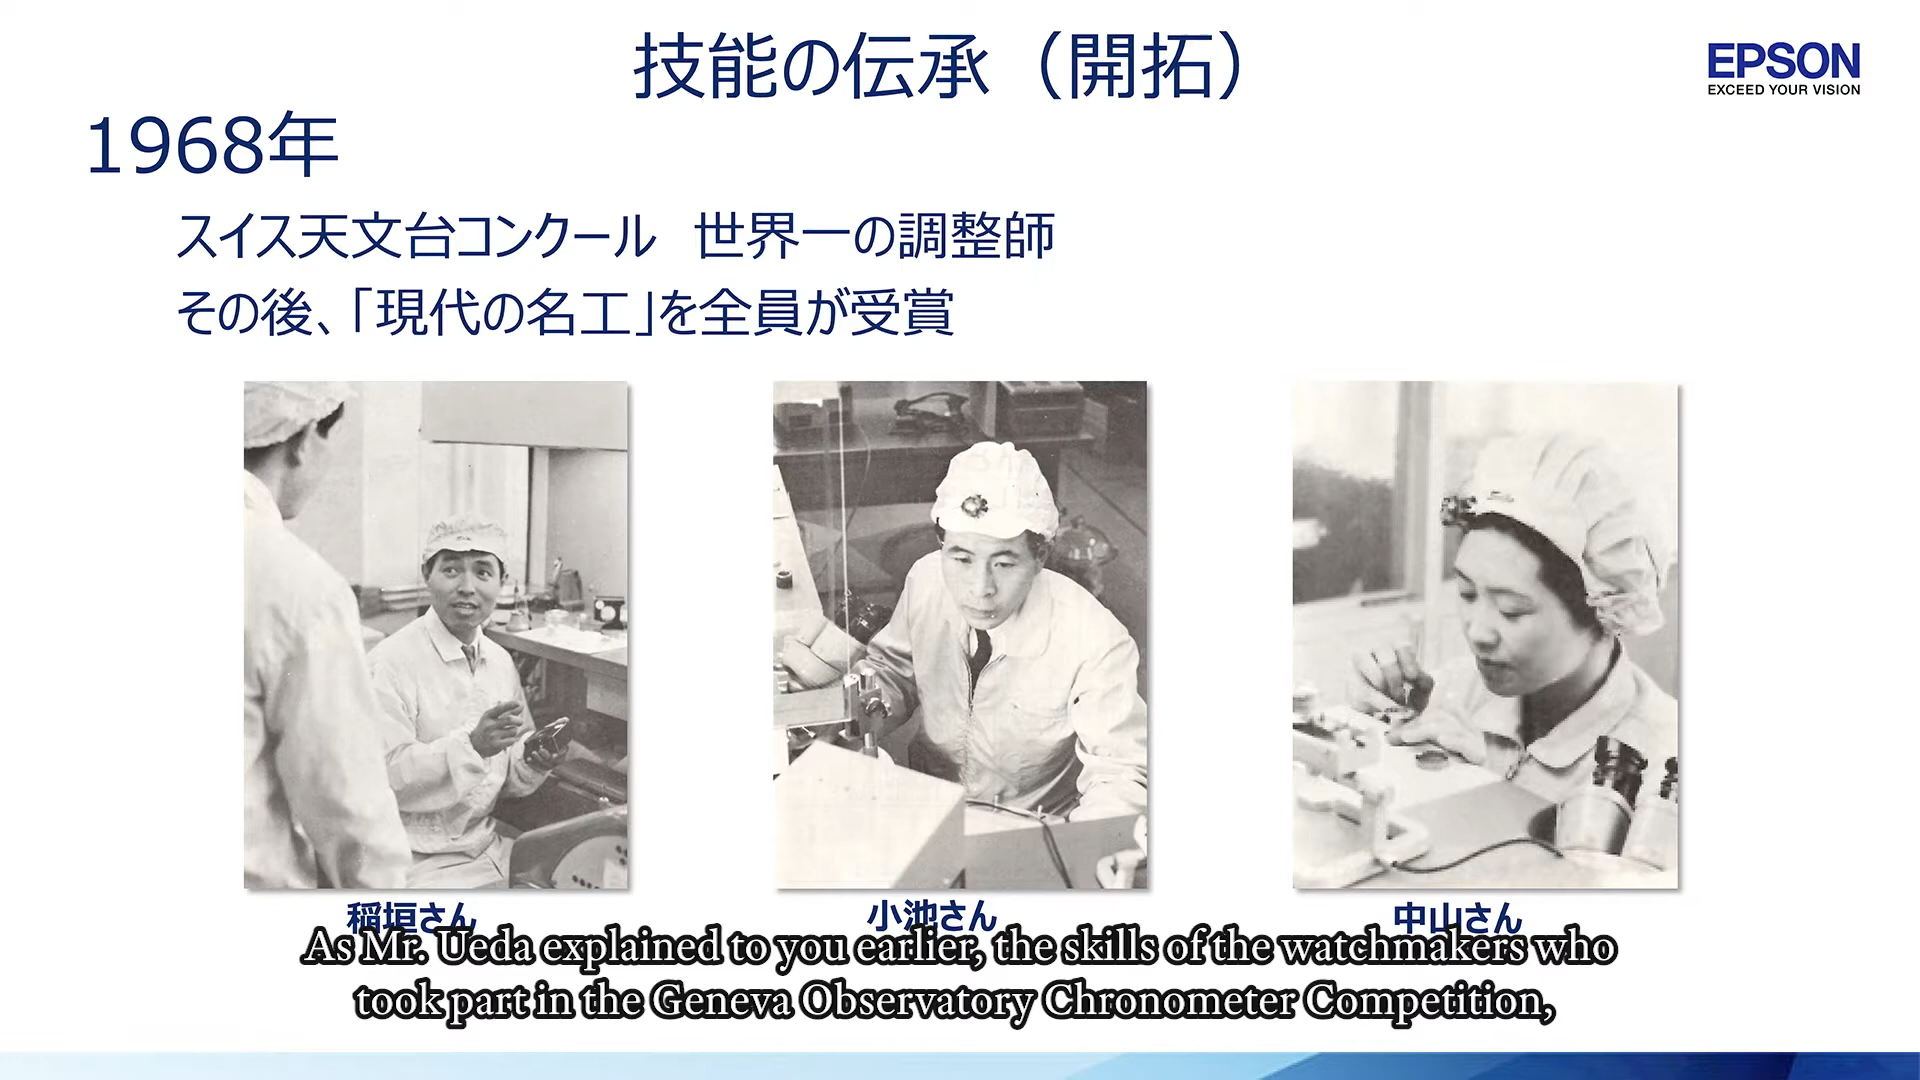 技能の伝承（開拓）
EPSON
EXCEED YOUR VISION
1968年
スイス天文台コンクール　世界一の調整師
その後、「現代の名工」を全員が受賞
稲垣さん
小池さん
中山さん
As Mr. Ueda explained to you earlier, the skills of the watchmakers who
took part in the Geneva Observatory Chronometer Competition,